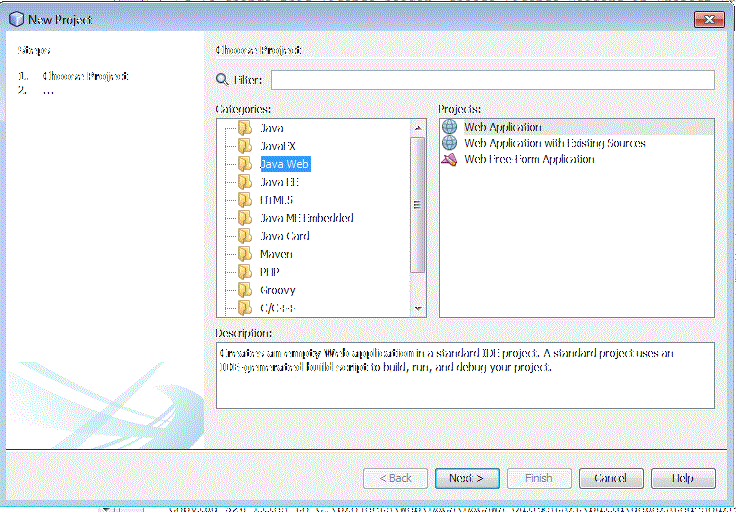 New Project
Steps
Choose Project
1. Choose Project
2. ...
Filter:
Categories:
Projects:
Java
JavaFX
Java Web
Java EE
HTML5
Java ME Embedded
Java Card
Maven
PHP
Groovy
C/C++
Web Application
Web Application with Existing Sources
Web Free-Form Application
Description:
Creates an empty Web application in a standard IDE project. A standard project uses an
IDE-generated build script to build, run, and debug your project.
< Back
Next >
Finish
Cancel
Help